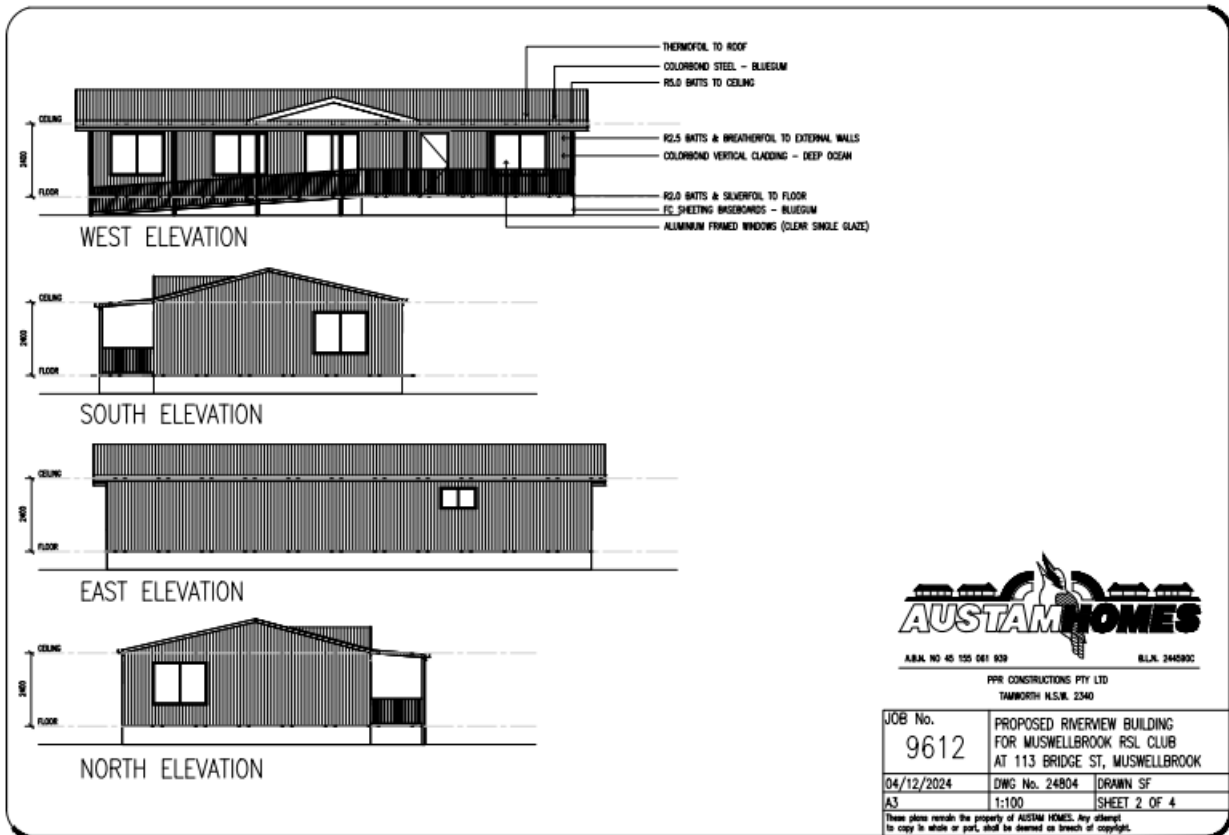 THERMOFOIL TO ROOF
COLORBOND STEEL - BLUEGUM
R5.0 BATTS TO CEILING
CEILING
2400
R2.5 BATTS & BREATHERFOIL TO EXTERNAL WALLS
COLORBOND VERTICAL CLADDING - DEEP OCEAN
FLOOR
R2.0 BATTS & SILVERFOIL TO FLOOR
FC SHEETING BASEBOARDS - BLUEGUM
ALUMINIUM FRAMED WINDOWS (CLEAR SINGLE GLAZE)
WEST ELEVATION
CEILING
2400
FLOOR
SOUTH ELEVATION
CEILING
2400
FLOOR
EAST ELEVATION
CEILING
2400
FLOOR
NORTH ELEVATION
AUSTAM HOMES
A.B.N. NO 45 155 061 939
B.L.N. 244590C
PPR CONSTRUCTIONS PTY LTD
TAMWORTH N.S.W. 2340
JOB No.
9612
PROPOSED RIVERVIEW BUILDING
FOR MUSWELLBROOK RSL CLUB
AT 113 BRIDGE ST, MUSWELLBROOK
04/12/2024 DWG No. 24804 DRAWN SF
A3 1:100 SHEET 2 OF 4
These plans remain the property of AUSTAM HOMES. Any attempt
to copy in whole or part, shall be deemed as breach of copyright.